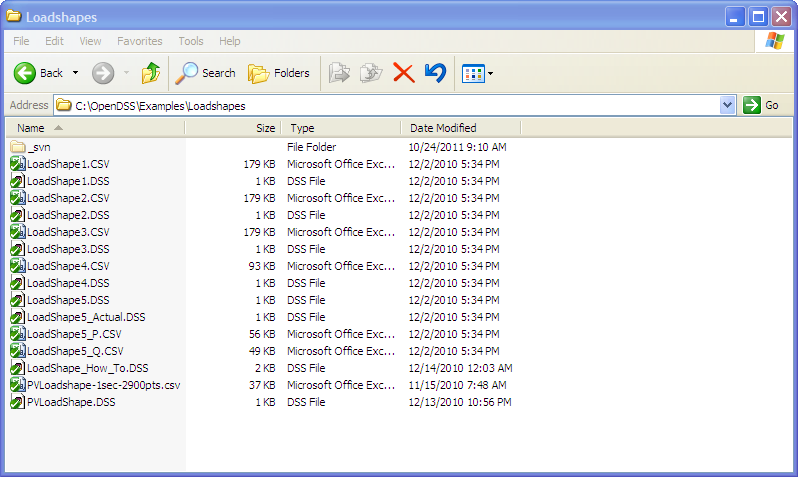 Loadshapes
File Edit View Favorites Tools Help
Back Search Folders
Address C:\OpenDSS\Examples\Loadshapes Go
Name Size Type Date Modified
_svn File Folder 10/24/2011 9:10 AM
LoadShape1.CSV 179 KB Microsoft Office Exc... 12/2/2010 5:34 PM
LoadShape1.DSS 1 KB DSS File 12/2/2010 5:34 PM
LoadShape2.CSV 179 KB Microsoft Office Exc... 12/2/2010 5:34 PM
LoadShape2.DSS 1 KB DSS File 12/2/2010 5:34 PM
LoadShape3.CSV 179 KB Microsoft Office Exc... 12/2/2010 5:34 PM
LoadShape3.DSS 1 KB DSS File 12/2/2010 5:34 PM
LoadShape4.CSV 93 KB Microsoft Office Exc... 12/2/2010 5:34 PM
LoadShape4.DSS 1 KB DSS File 12/2/2010 5:34 PM
LoadShape5.DSS 1 KB DSS File 12/2/2010 5:34 PM
LoadShape5_Actual.DSS 1 KB DSS File 12/2/2010 5:34 PM
LoadShape5_P.CSV 56 KB Microsoft Office Exc... 12/2/2010 5:34 PM
LoadShape5_Q.CSV 49 KB Microsoft Office Exc... 12/2/2010 5:34 PM
LoadShape_How_To.DSS 2 KB DSS File 12/14/2010 12:03 AM
PVLoadshape-1sec-2900pts.csv 37 KB Microsoft Office Exc... 11/15/2010 7:48 AM
PVLoadShape.DSS 1 KB DSS File 12/13/2010 10:56 PM